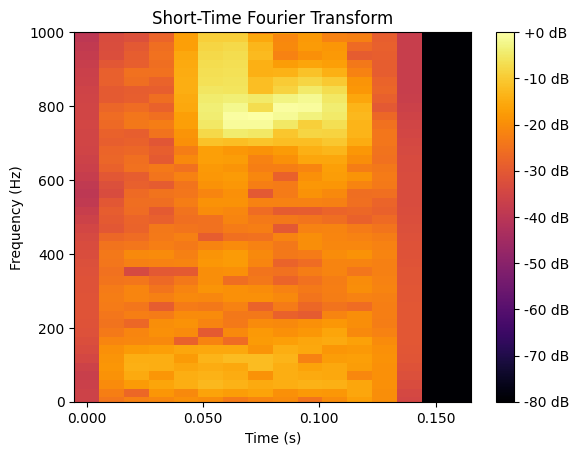 Short-Time Fourier Transform
1000
800
600
400
200
0
Frequency (Hz)
0.000
0.050
0.100
0.150
Time (s)
+0 dB
-10 dB
-20 dB
-30 dB
-40 dB
-50 dB
-60 dB
-70 dB
-80 dB